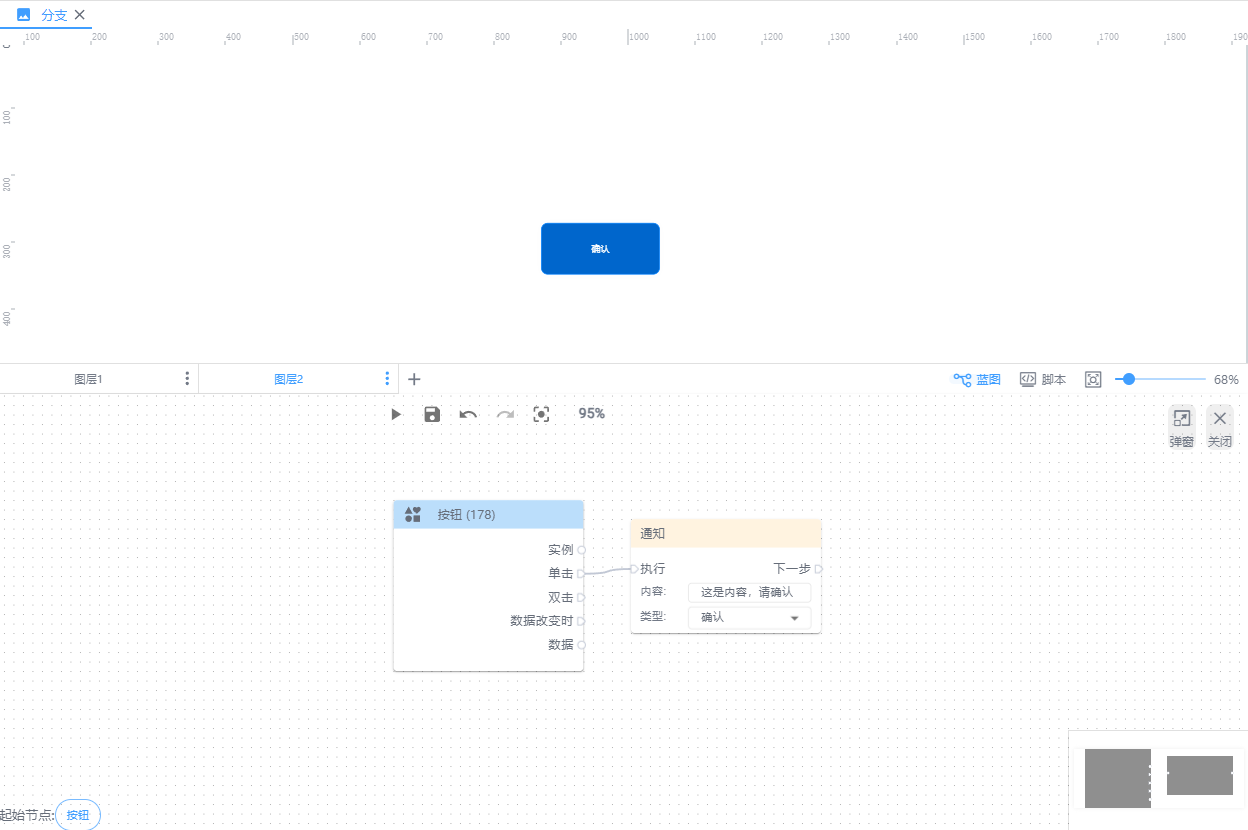 分支
100 200 300 400 500 600 700 800 900 1000 1100 1200 1300 1400 1500 1600 1700 1800 190
0
100
200
确认
300
400
图层1 图层2 蓝图 脚本 68%
95%
弹窗 关闭
按钮 (178)
通知
实例
单击
双击
数据改变时
数据
执行 下一步
内容: 这是内容，请确认
类型: 确认
起始节点: 按钮